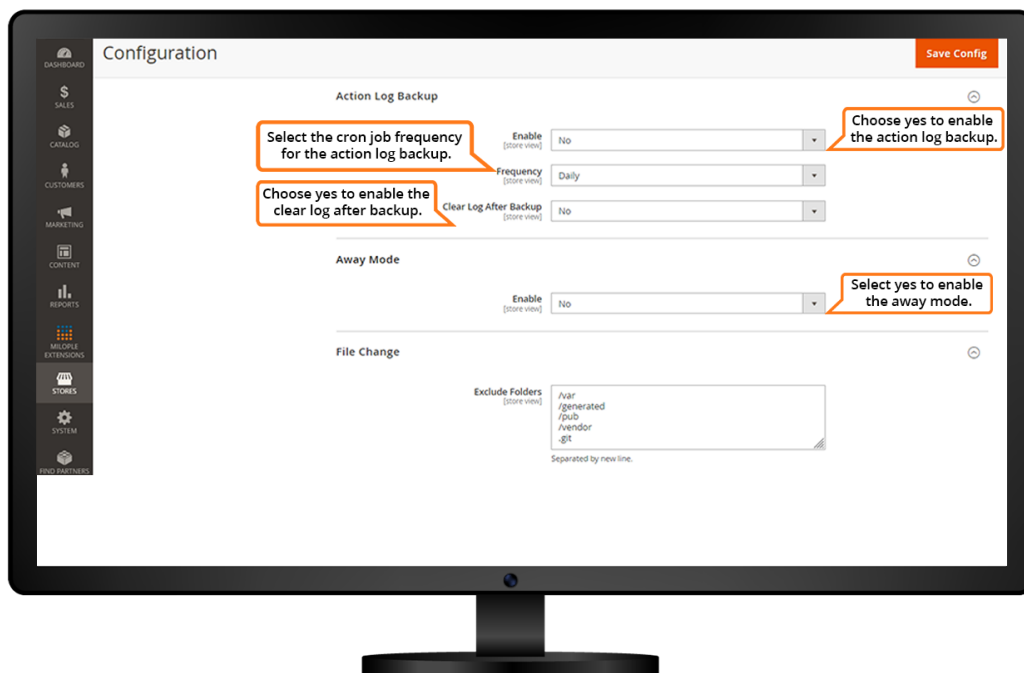 Configuration
Save Config
DASHBOARD
$
SALES
CATALOG
CUSTOMERS
MARKETING
CONTENT
REPORTS
MILOPLE
EXTENSIONS
STORES
SYSTEM
FIND PARTNERS
Action Log Backup
Select the cron job frequency
for the action log backup.
Enable
[store view]
No
Choose yes to enable
the action log backup.
Frequency
[store view]
Daily
Choose yes to enable the
clear log after backup.
Clear Log After Backup
[store view]
No
Away Mode
Enable
[store view]
No
Select yes to enable
the away mode.
File Change
Exclude Folders
[store view]
/var
/generated
/pub
/vendor
.git
Separated by new line.